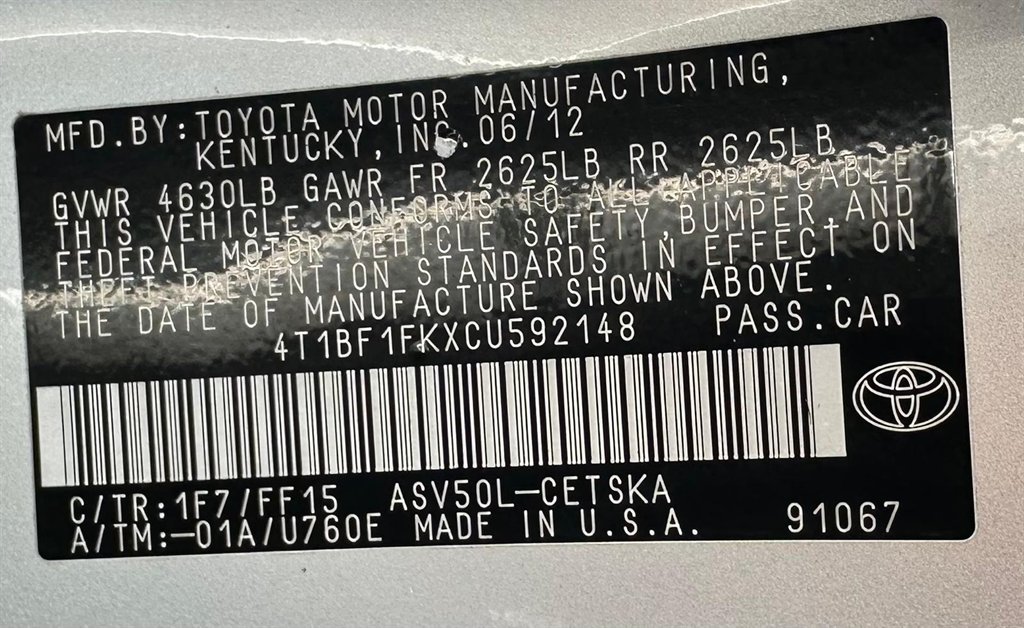 MFD.BY:TOYOTA MOTOR MANUFACTURING,
KENTUCKY,INC. 06/12
GVWR 4630LB GAWR FR 2625LB RR 2625LB
THIS VEHICLE CONFORMS TO ALL APPLICABLE
FEDERAL MOTOR VEHICLE SAFETY,BUMPER,AND
THEFT PREVENTION STANDARDS IN EFFECT ON
THE DATE OF MANUFACTURE SHOWN ABOVE.
4T1BF1FKXCU592148 PASS.CAR
C/TR:1F7/FF15 ASV50L-CETSKA
A/TM:-01A/U760E MADE IN U.S.A. 91067